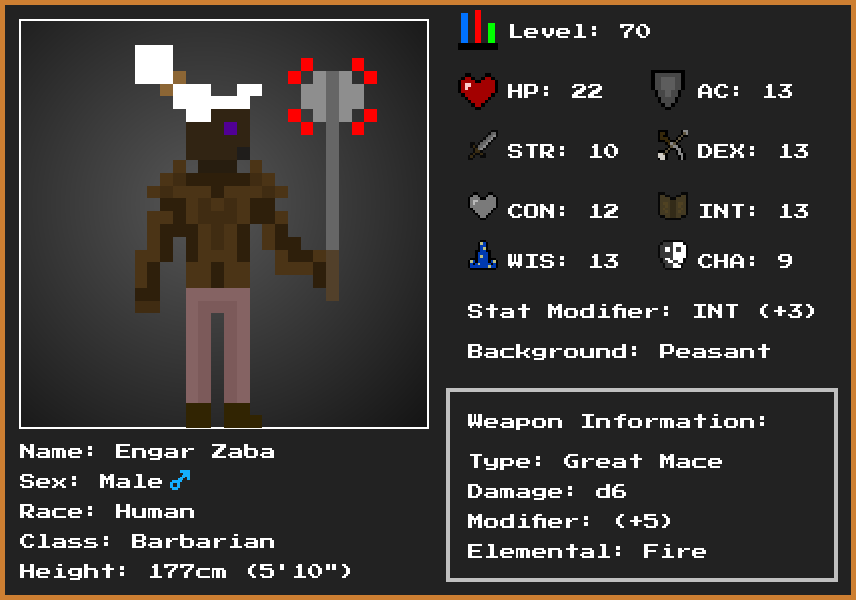 Level: 70
HP: 22
AC: 13
STR: 10
DEX: 13
CON: 12
INT: 13
WIS: 13
CHA: 9
Stat Modifier: INT (+3)
Background: Peasant
Weapon Information:
Type: Great Mace
Damage: d6
Modifier: (+5)
Elemental: Fire
Name: Engar Zaba
Sex: Male ♂
Race: Human
Class: Barbarian
Height: 177cm (5'10")